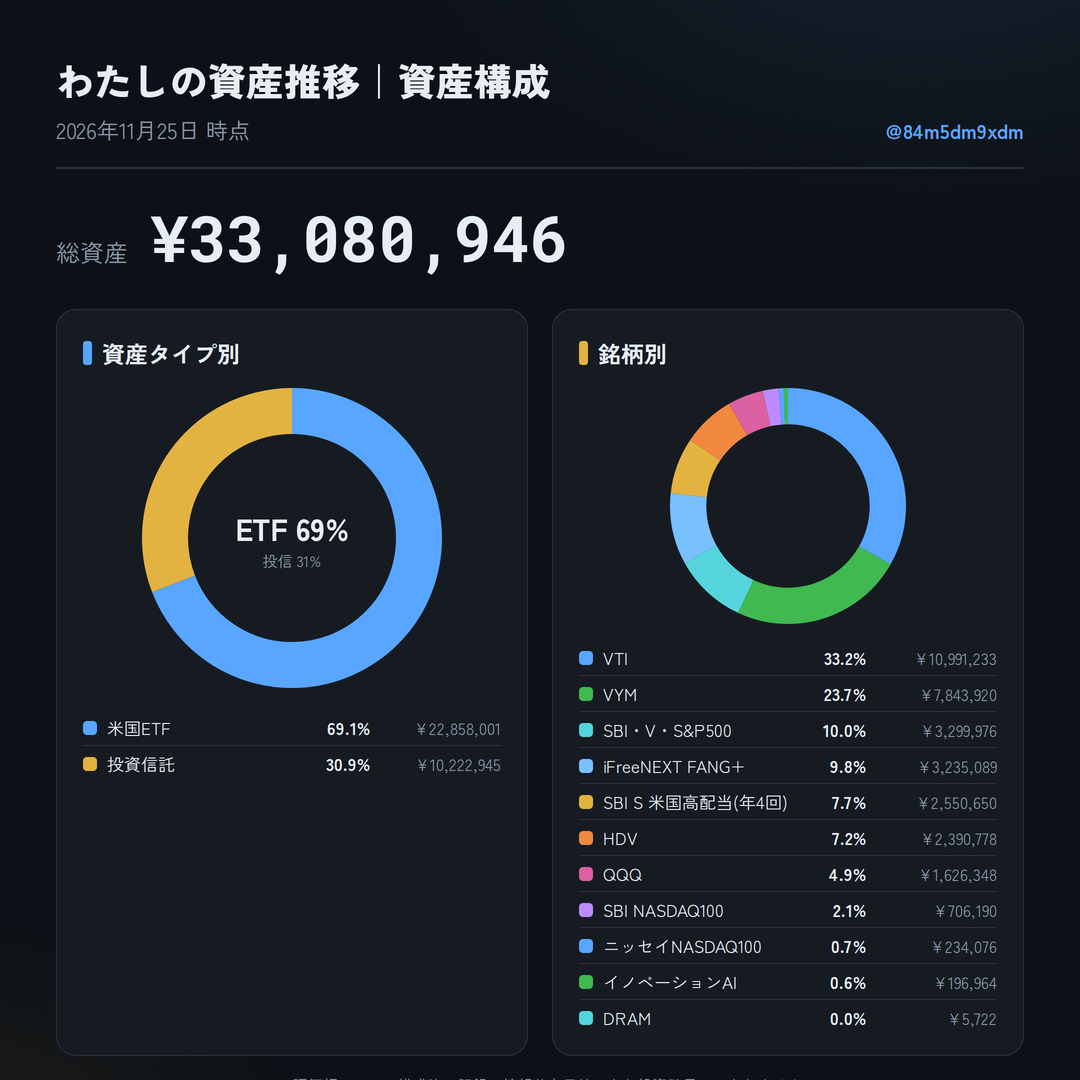 わたしの資産推移｜資産構成
2026年11月25日 時点
@84m5dm9xdm
総資産 ¥33,080,946
資産タイプ別
ETF 69%
投信 31%
米国ETF 69.1% ¥22,858,001
投資信託 30.9% ¥10,222,945
銘柄別
VTI 33.2% ¥10,991,233
VYM 23.7% ¥7,843,920
SBI・V・S&P500 10.0% ¥3,299,976
iFreeNEXT FANG＋ 9.8% ¥3,235,089
SBI S 米国高配当(年4回) 7.7% ¥2,550,650
HDV 7.2% ¥2,390,778
QQQ 4.9% ¥1,626,348
SBI NASDAQ100 2.1% ¥706,190
ニッセイNASDAQ100 0.7% ¥234,076
イノベーションAI 0.6% ¥196,964
DRAM 0.0% ¥5,722